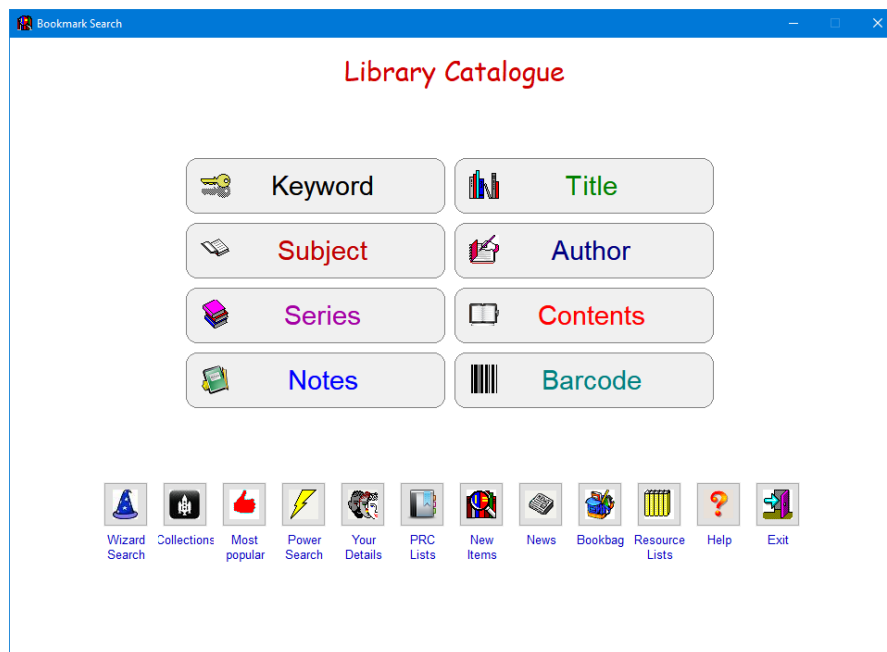 Bookmark Search
Library Catalogue
Keyword
Title
Subject
Author
Series
Contents
Notes
Barcode
Wizard
Search
Collections
Most
popular
Power
Search
Your
Details
PRC
Lists
New
Items
News
Bookbag
Resource
Lists
Help
Exit